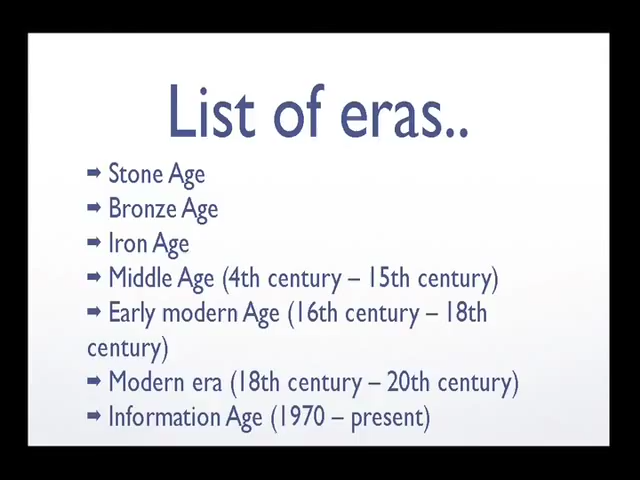 List of eras..
➡ Stone Age
➡ Bronze Age
➡ Iron Age
➡ Middle Age (4th century – 15th century)
➡ Early modern Age (16th century – 18th
century)
➡ Modern era (18th century – 20th century)
➡ Information Age (1970 – present)